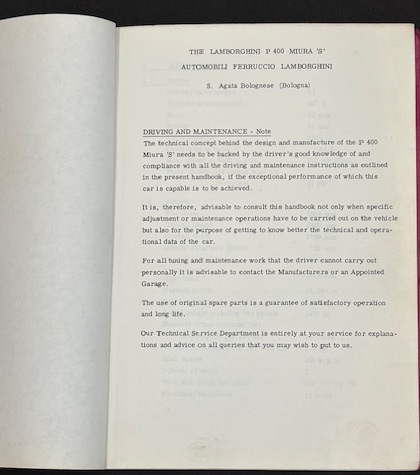 THE LAMBORGHINI P 400 MIURA 'S'
AUTOMOBILI FERRUCCIO LAMBORGHINI
S. Agata Bolognese (Bologna)
DRIVING AND MAINTENANCE - Note
The technical concept behind the design and manufacture of the P 400
Miura 'S' needs to be backed by the driver's good knowledge of and
compliance with all the driving and maintenance instructions as outlined
in the present handbook, if the exceptional performance of which this
car is capable is to be achieved.
It is, therefore, advisable to consult this handbook not only when specific
adjustment or maintenance operations have to be carried out on the vehicle
but also for the purpose of getting to know better the technical and opera-
tional data of the car.
For all tuning and maintenance work that the driver cannot carry out
personally it is advisable to contact the Manufacturers or an Appointed
Garage.
The use of original spare parts is a guarantee of satisfactory operation
and long life.
Our Technical Service Department is entirely at your service for explana-
tions and advice on all queries that you may wish to put to us.